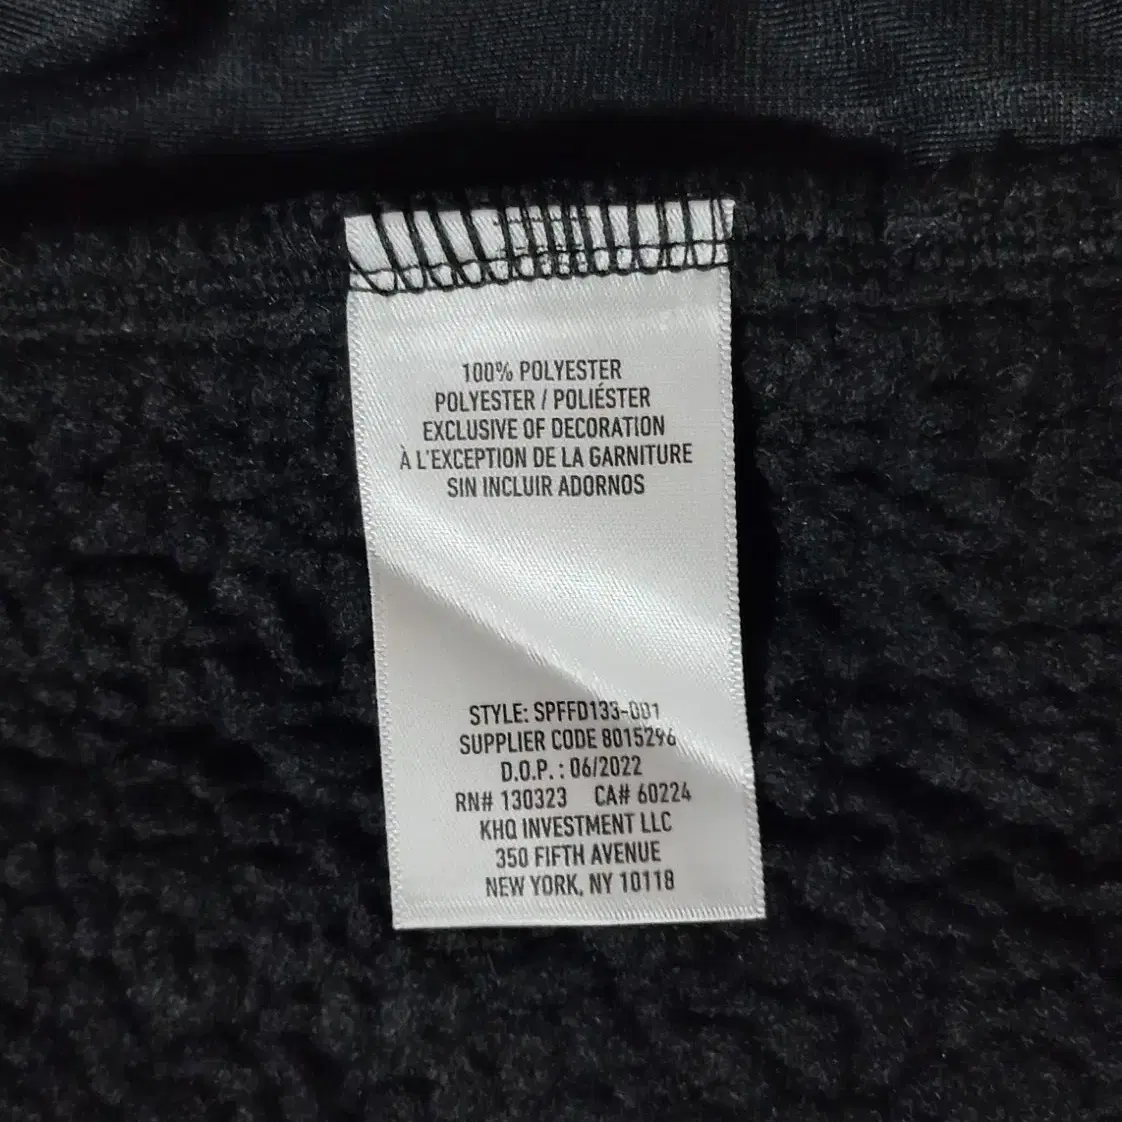 100% POLYESTER
POLYESTER / POLIÉSTER
EXCLUSIVE OF DECORATION
À L'EXCEPTION DE LA GARNITURE
SIN INCLUIR ADORNOS
STYLE: SPFFD133-001
SUPPLIER CODE 8015296
D.O.P. : 06/2022
RN# 130323 CA# 60224
KHQ INVESTMENT LLC
350 FIFTH AVENUE
NEW YORK, NY 10118